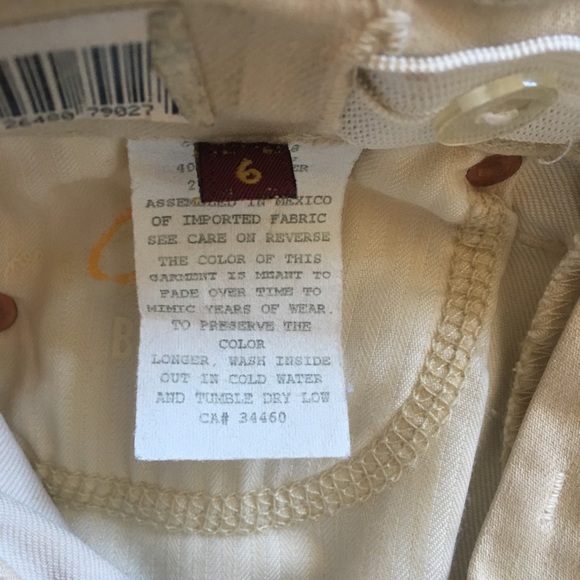 26480 79027
6
ASSEMBLED IN MEXICO
OF IMPORTED FABRIC
SEE CARE ON REVERSE
THE COLOR OF THIS
GARMENT IS MEANT TO
FADE OVER TIME TO
MIMIC YEARS OF WEAR.
TO PRESERVE THE
COLOR
LONGER, WASH INSIDE
OUT IN COLD WATER
AND TUMBLE DRY LOW
CA# 34460